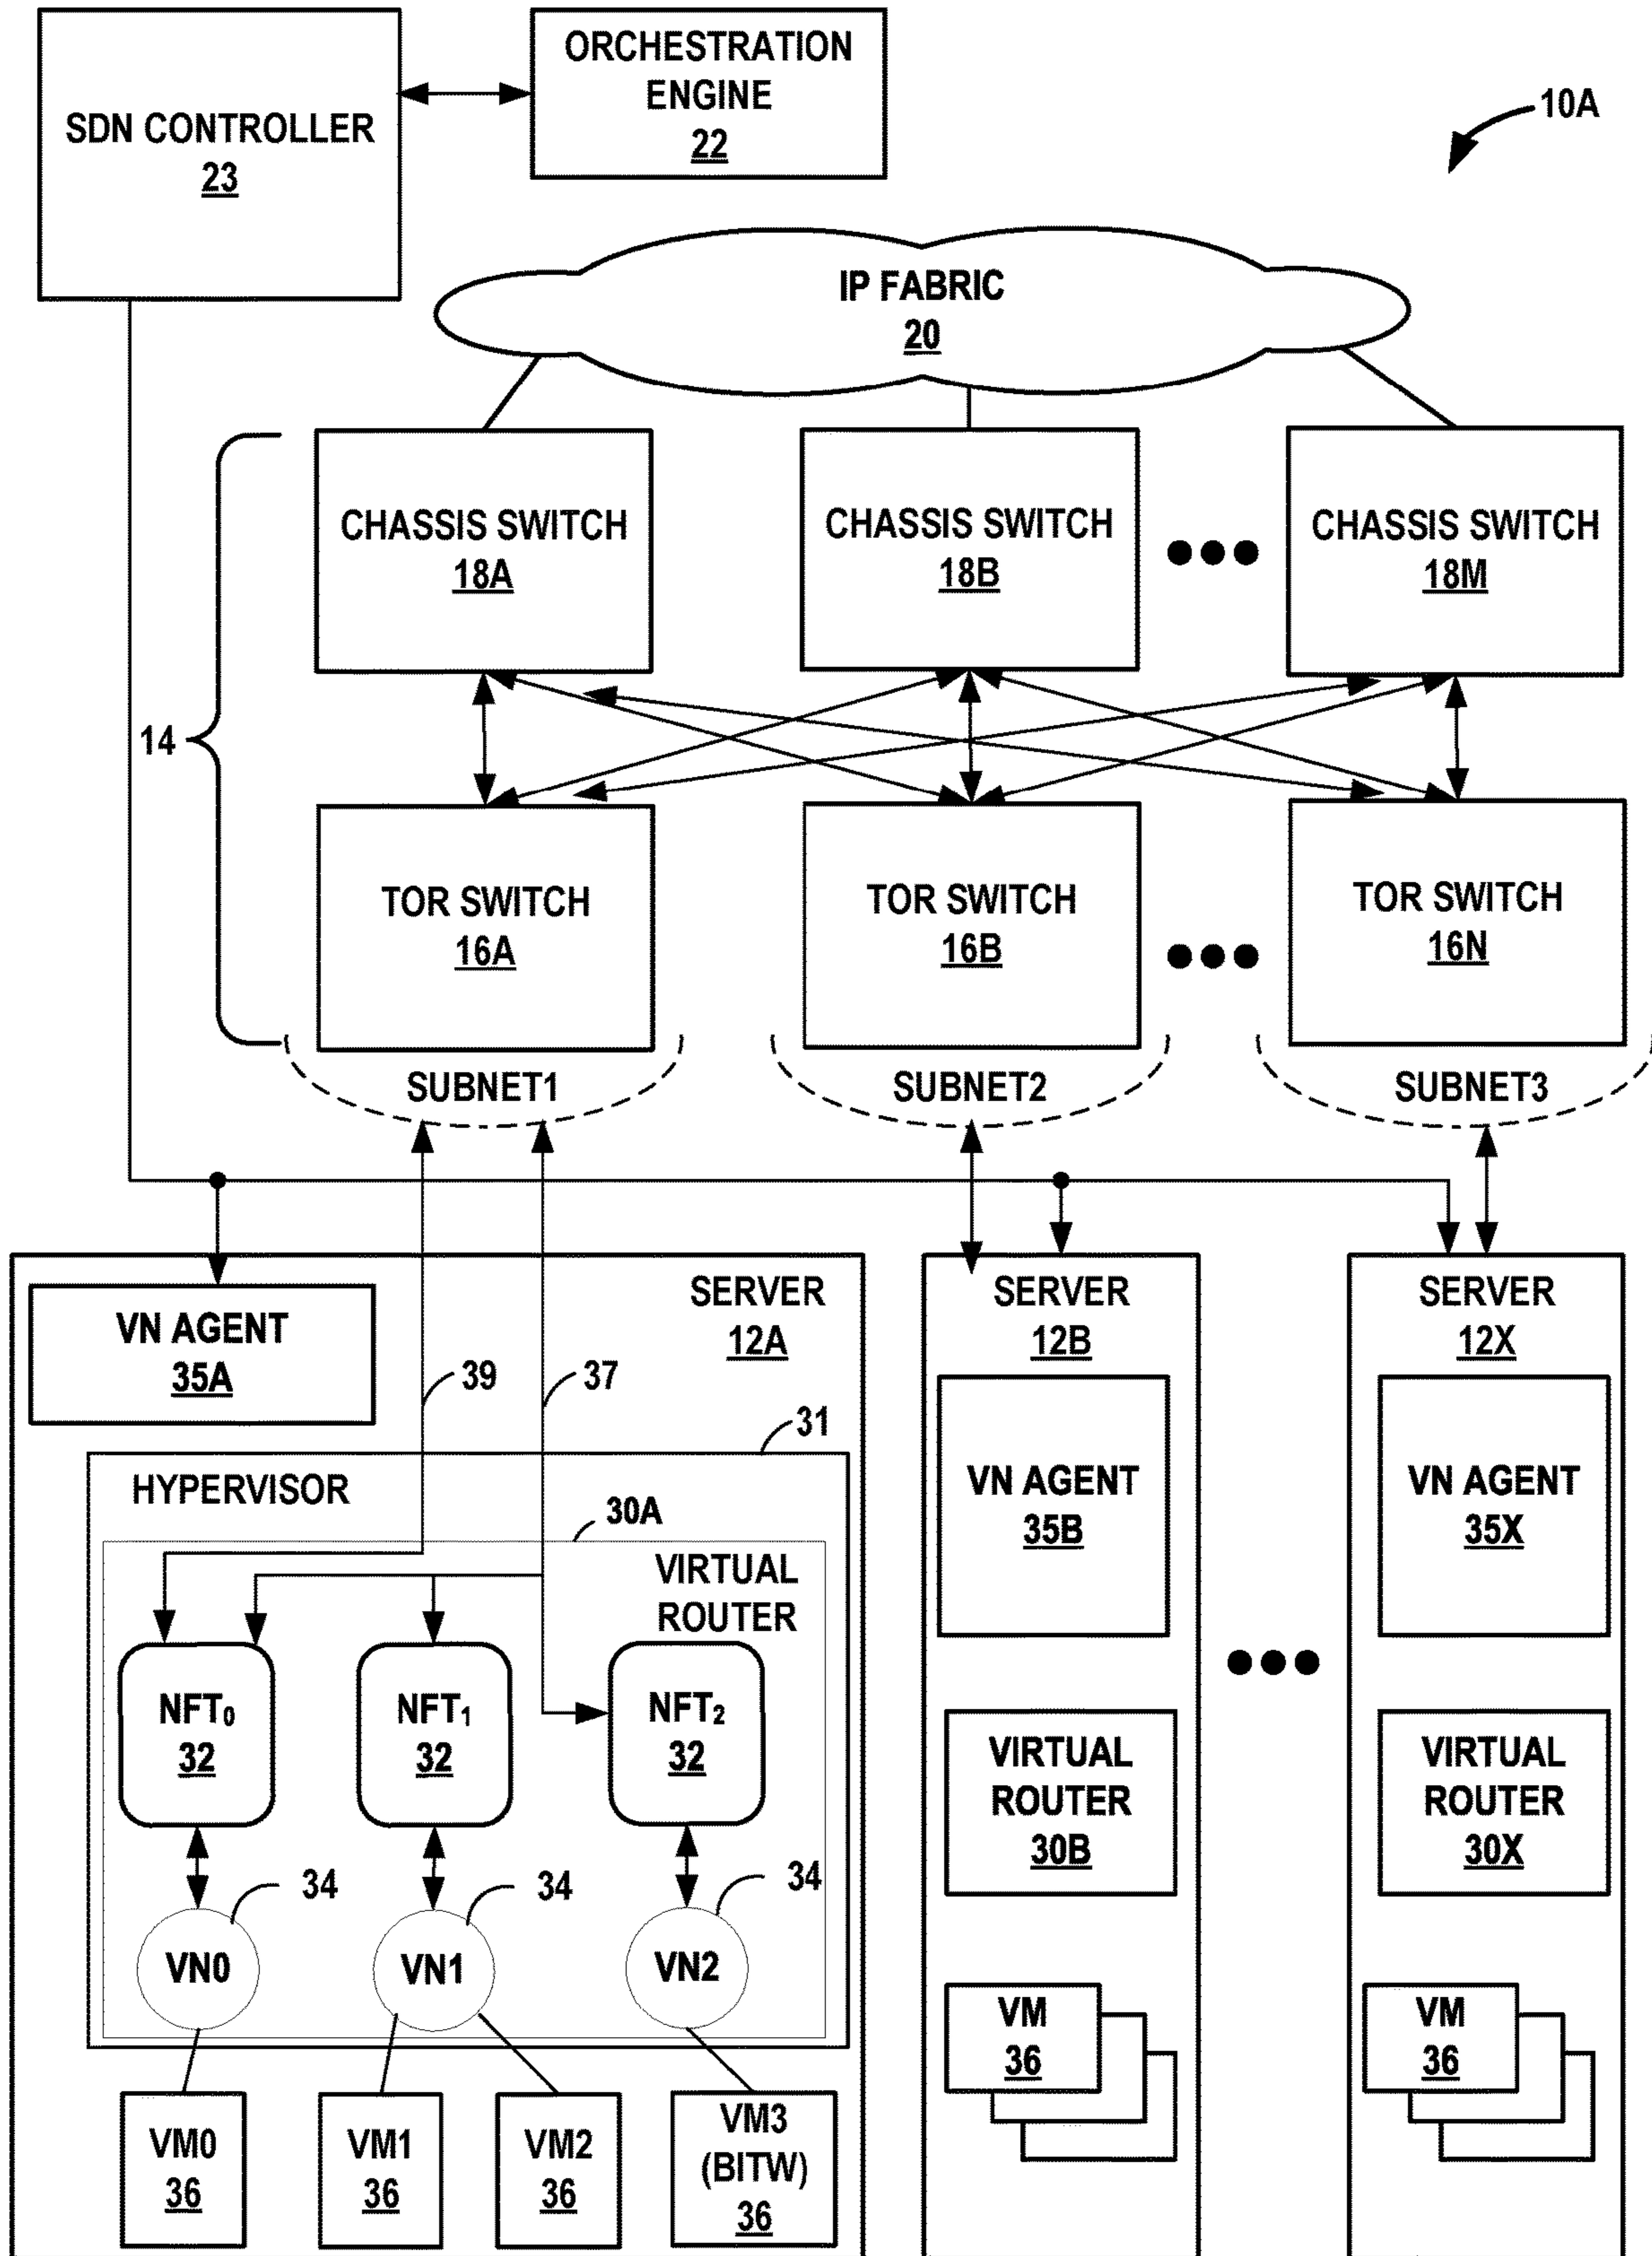 SDN CONTROLLER
23
ORCHESTRATION
ENGINE
22
10A
IP FABRIC
20
CHASSIS SWITCH
18A
CHASSIS SWITCH
18B
CHASSIS SWITCH
18M
14
TOR SWITCH
16A
TOR SWITCH
16B
TOR SWITCH
16N
SUBNET1
SUBNET2
SUBNET3
SERVER
12A
VN AGENT
35A
39
37
31
HYPERVISOR
30A
VIRTUAL
ROUTER
NFT₀
32
NFT₁
32
NFT₂
32
34
34
34
VN0
VN1
VN2
VM0
36
VM1
36
VM2
36
VM3
(BITW)
36
SERVER
12B
VN AGENT
35B
VIRTUAL
ROUTER
30B
VM
36
SERVER
12X
VN AGENT
35X
VIRTUAL
ROUTER
30X
VM
36